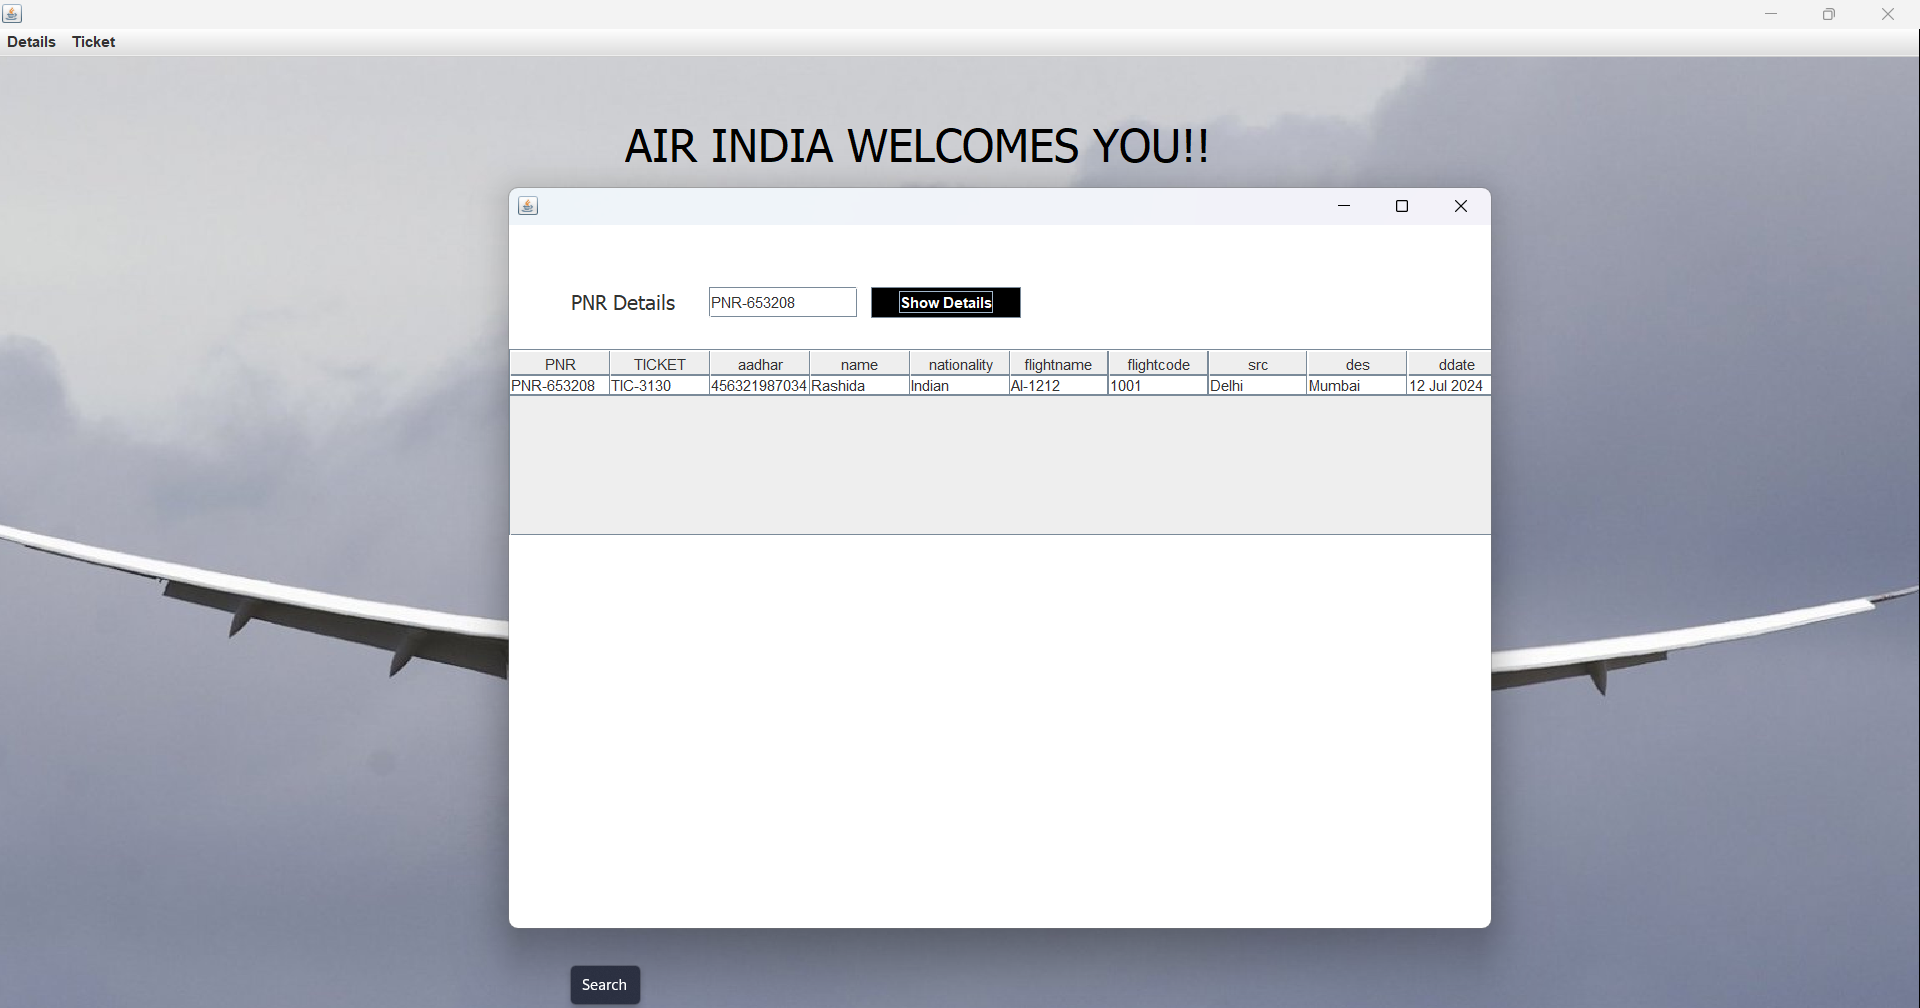 Details Ticket
AIR INDIA WELCOMES YOU!!
PNR Details PNR-653208 Show Details
PNR TICKET aadhar name nationality flightname flightcode src des ddate
PNR-653208 TIC-3130 456321987034 Rashida Indian AI-1212 1001 Delhi Mumbai 12 Jul 2024
Search